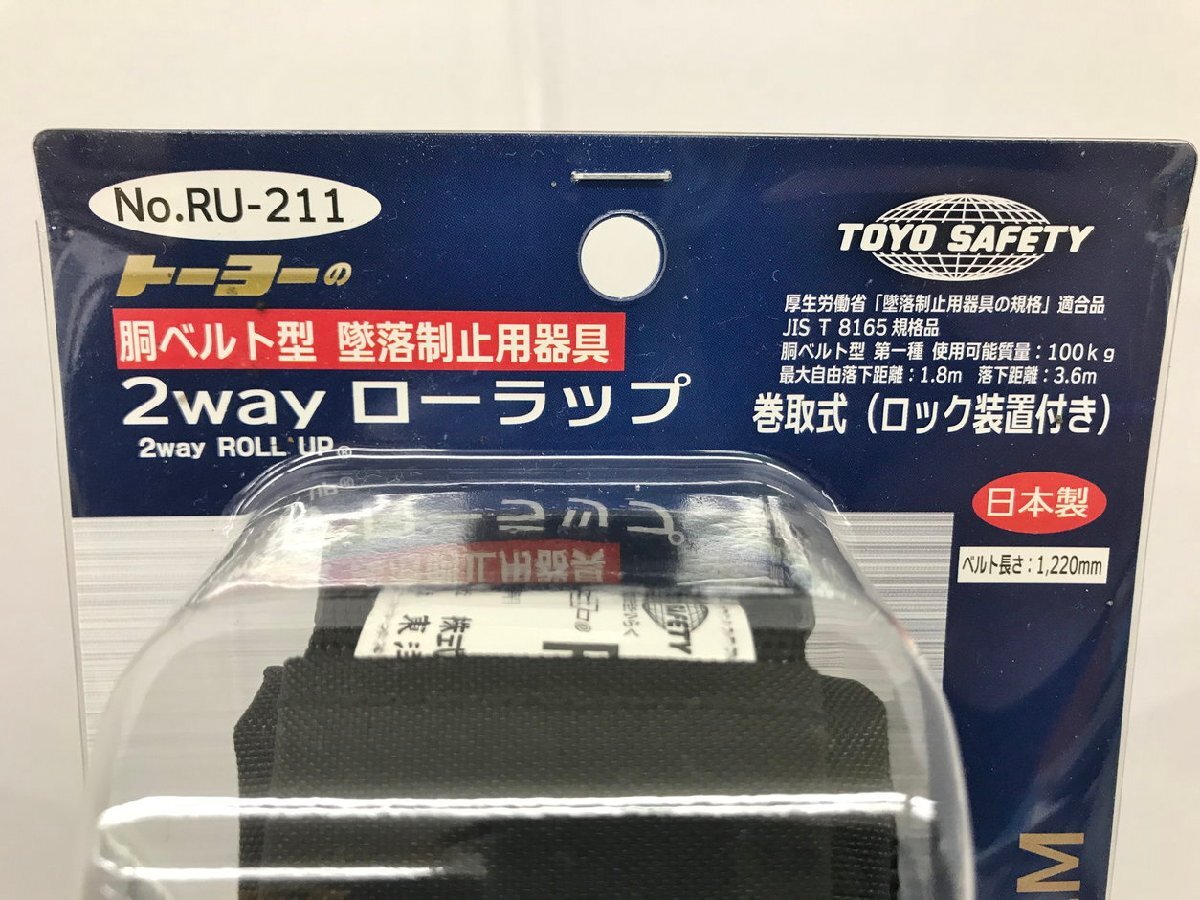 No.RU-211
トーヨーの
胴ベルト型 墜落制止用器具
2way ローラップ
2way ROLL UP®
TOYO SAFETY
厚生労働省「墜落制止用器具の規格」適合品
JIS T 8165 規格品
胴ベルト型 第一種 使用可能質量：100kg
最大自由落下距離：1.8m 落下距離：3.6m
巻取式（ロック装置付き）
日本製
ベルト長さ：1,220mm
SAFETY
M